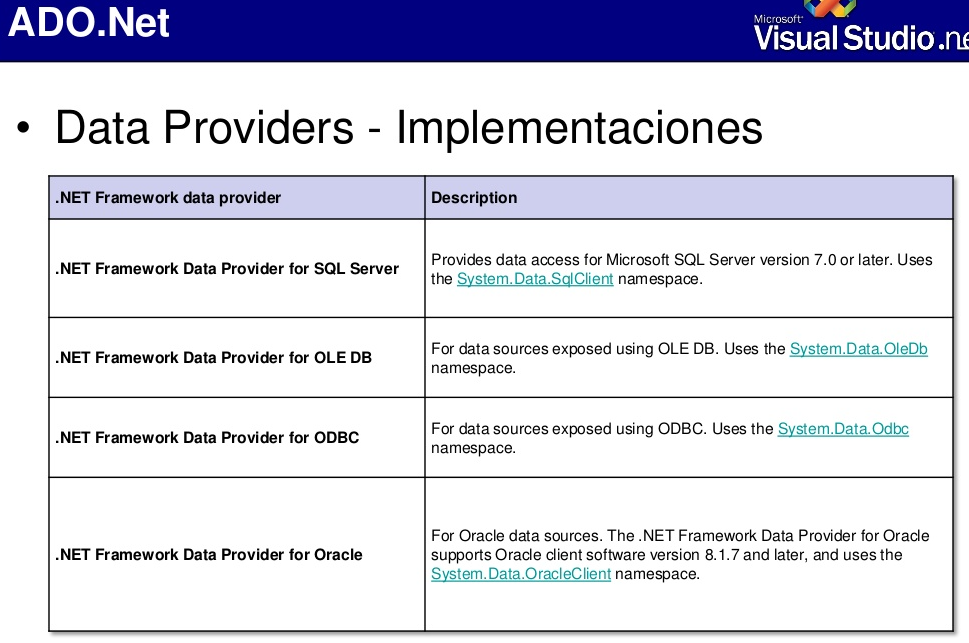 ADO.Net
Microsoft
Visual Studio.ne
• Data Providers - Implementaciones
.NET Framework data provider
Description
.NET Framework Data Provider for SQL Server
Provides data access for Microsoft SQL Server version 7.0 or later. Uses
the System.Data.SqlClient namespace.
.NET Framework Data Provider for OLE DB
For data sources exposed using OLE DB. Uses the System.Data.OleDb
namespace.
.NET Framework Data Provider for ODBC
For data sources exposed using ODBC. Uses the System.Data.Odbc
namespace.
.NET Framework Data Provider for Oracle
For Oracle data sources. The .NET Framework Data Provider for Oracle
supports Oracle client software version 8.1.7 and later, and uses the
System.Data.OracleClient namespace.